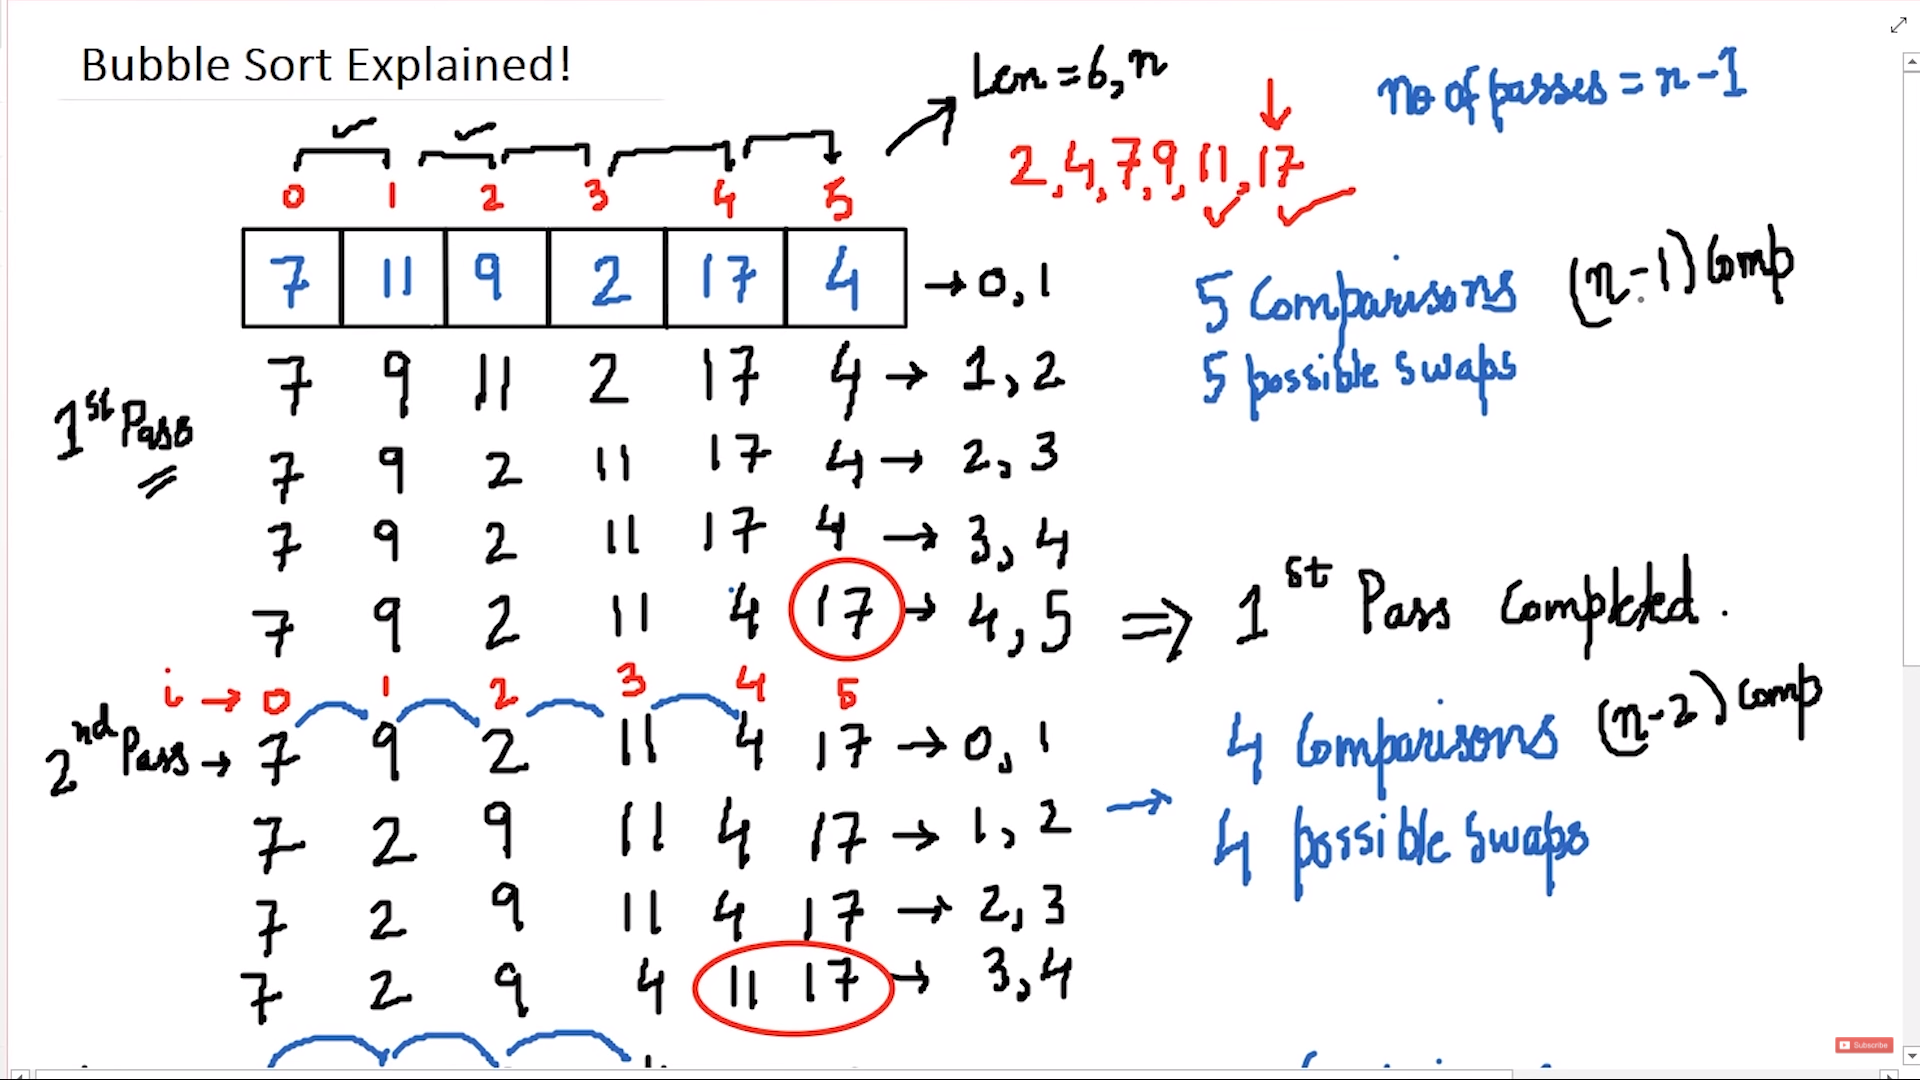 Bubble Sort Explained!
Len = 6, n
no of passes = n - 1
2, 4, 7, 9, 11, 17
0 1 2 3 4 5
7 11 9 2 17 4 → 0, 1
5 Comparisons (n-1) Comp
7 9 11 2 17 4 → 1, 2
5 possible swaps
1st Pass
7 9 2 11 17 4 → 2, 3
7 9 2 11 17 4 → 3, 4
7 9 2 11 4 17 → 4, 5 ⇒ 1st Pass Completed.
i → 0 1 2 3 4 5
2nd Pass → 7 9 2 11 4 17 → 0, 1
4 Comparisons (n-2) Comp
7 2 9 11 4 17 → 1, 2 →
4 possible swaps
7 2 9 11 4 17 → 2, 3
7 2 9 4 11 17 → 3, 4
Subscribe